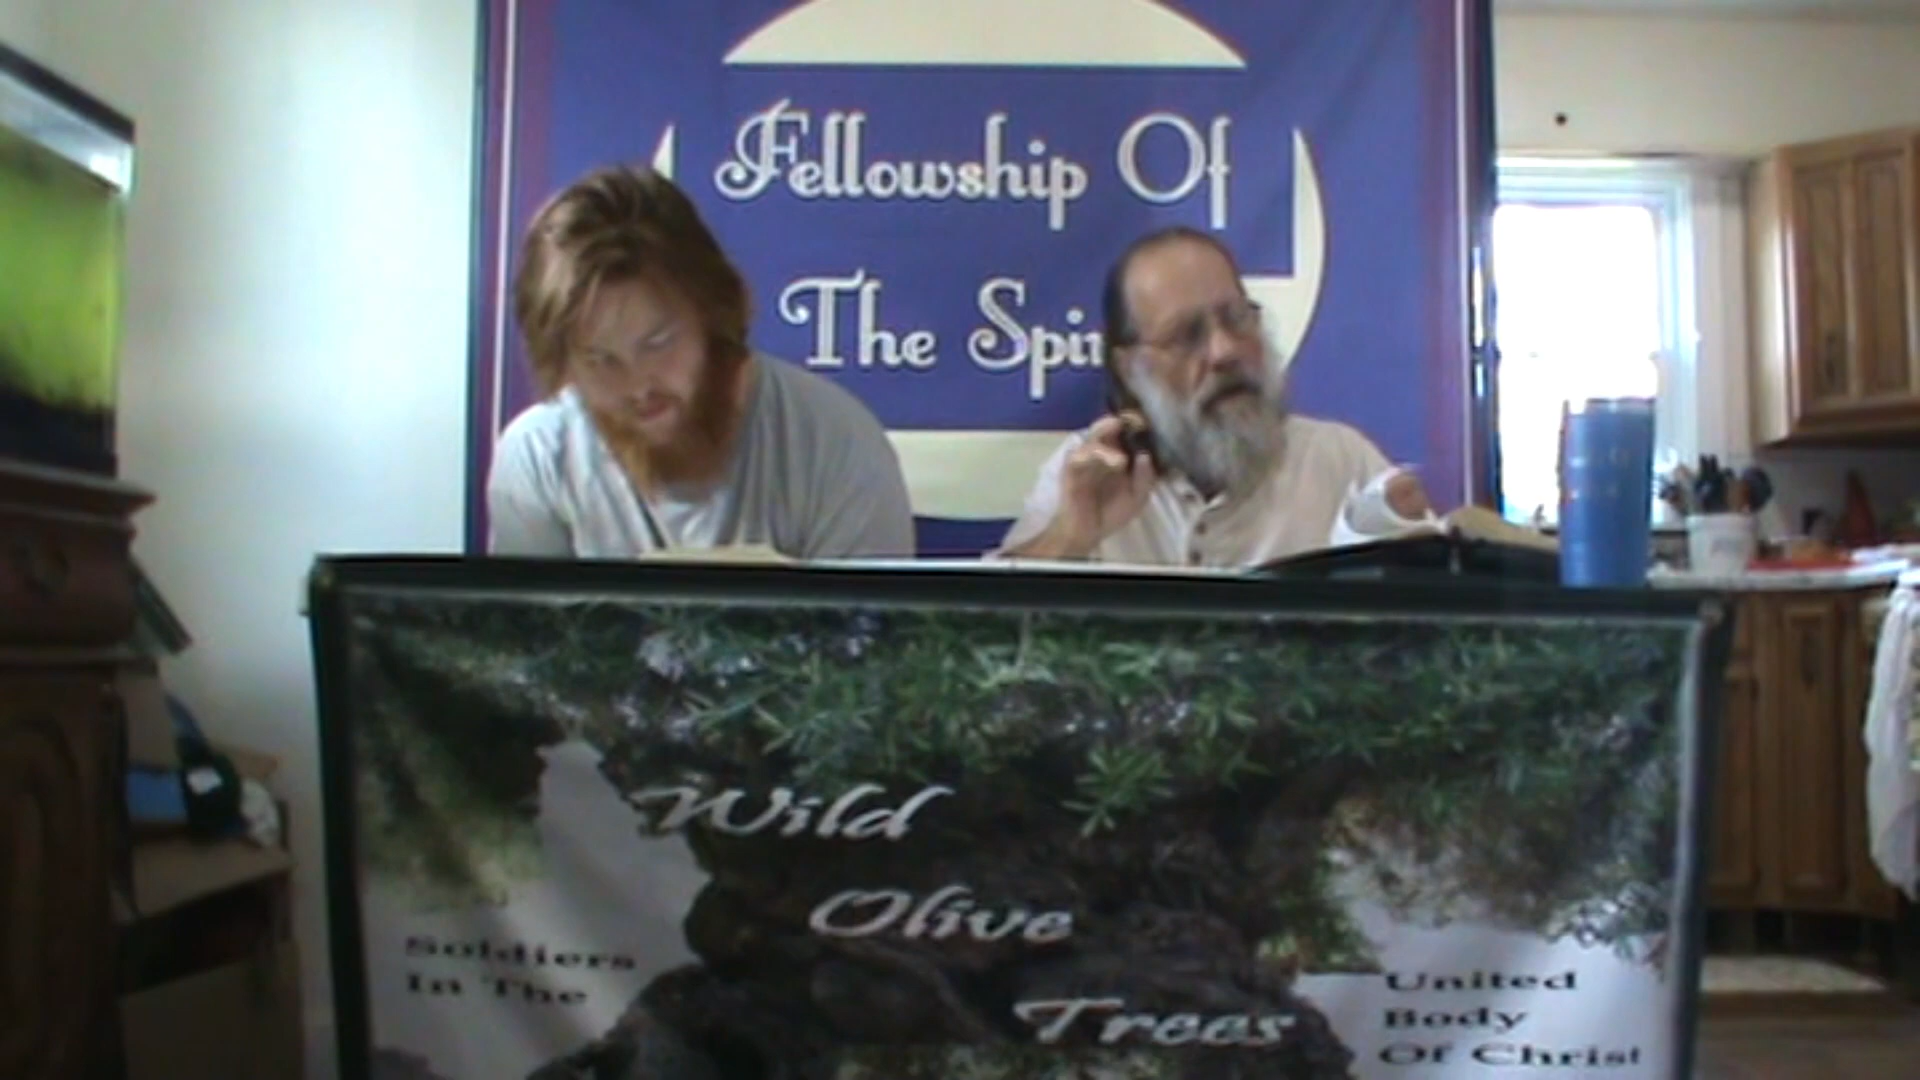 Fellowship Of
The Spi
Wild
Olive
Trees
Soldiers
In The
United
Body
Of Christ